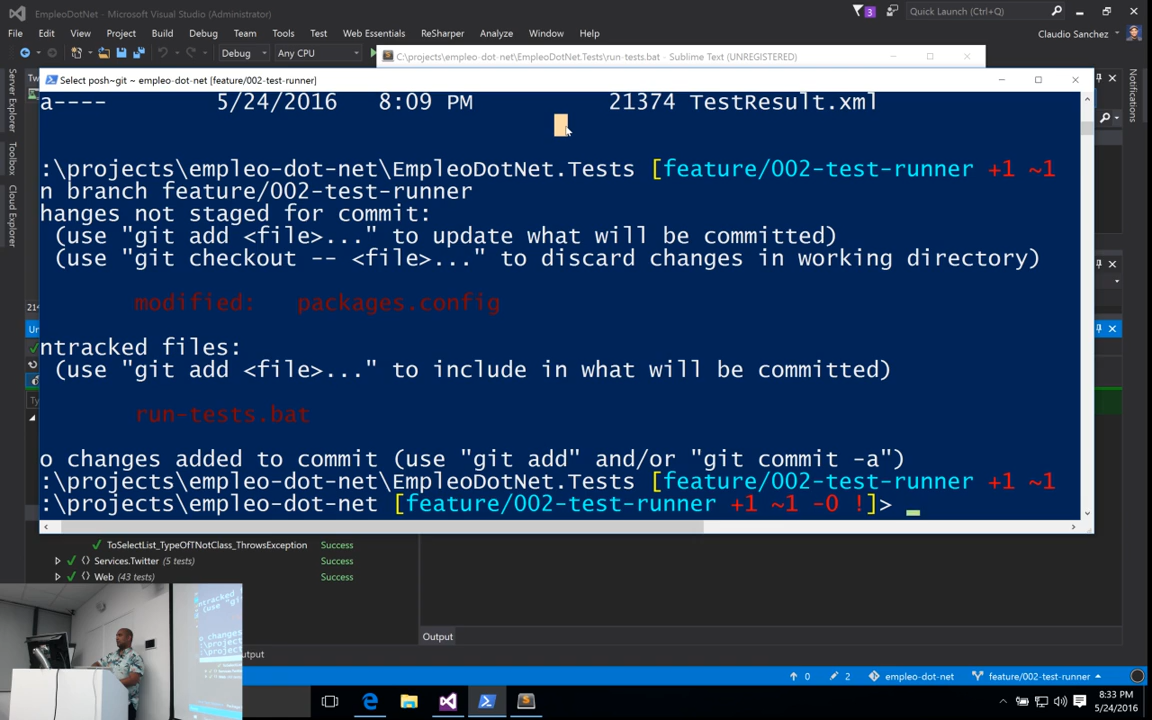 EmpleoDotNet - Microsoft Visual Studio (Administrator)
3
Quick Launch (Ctrl+Q)
File Edit View Project Build Debug Team Tools Test Web Essentials ReSharper Analyze Window Help
Claudio Sanchez
Debug Any CPU
C:\projects\empleo-dot-net\EmpleoDotNet.Tests\run-tests.bat - Sublime Text (UNREGISTERED)
Select posh~git ~ empleo-dot-net [feature/002-test-runner]
Server Explorer
Toolbox
Cloud Explorer
Notifications
a---- 5/24/2016 8:09 PM 21374 TestResult.xml
:\projects\empleo-dot-net\EmpleoDotNet.Tests [feature/002-test-runner +1 ~1
n branch feature/002-test-runner
hanges not staged for commit:
(use "git add <file>..." to update what will be committed)
(use "git checkout -- <file>..." to discard changes in working directory)
modified: packages.config
ntracked files:
(use "git add <file>..." to include in what will be committed)
run-tests.bat
o changes added to commit (use "git add" and/or "git commit -a")
:\projects\empleo-dot-net\EmpleoDotNet.Tests [feature/002-test-runner +1 ~1
:\projects\empleo-dot-net [feature/002-test-runner +1 ~1 -0 !]>
ToSelectList_TypeOfTNotClass_ThrowsException Success
Services.Twitter (5 tests) Success
Web (43 tests) Success
Output
0 2 empleo-dot-net feature/002-test-runner
8:33 PM
5/24/2016